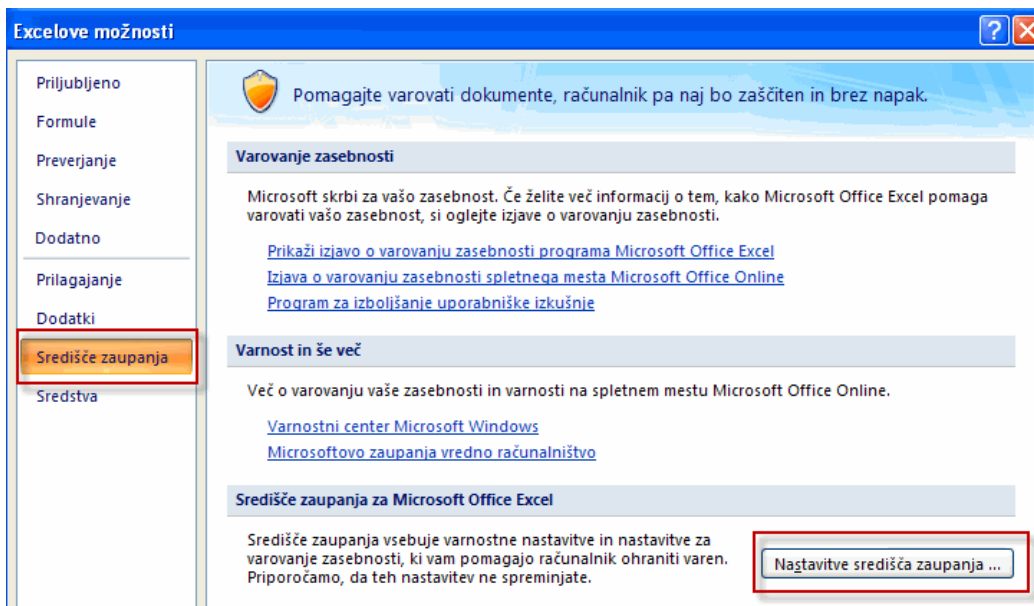 Excelove možnosti
Priljubljeno
Formule
Preverjanje
Shranjevanje
Dodatno
Prilagajanje
Dodatki
Središče zaupanja
Sredstva
Pomagajte varovati dokumente, računalnik pa naj bo zaščiten in brez napak.
Varovanje zasebnosti
Microsoft skrbi za vašo zasebnost. Če želite več informacij o tem, kako Microsoft Office Excel pomaga
varovati vašo zasebnost, si oglejte izjave o varovanju zasebnosti.
Prikaži izjavo o varovanju zasebnosti programa Microsoft Office Excel
Izjava o varovanju zasebnosti spletnega mesta Microsoft Office Online
Program za izboljšanje uporabniške izkušnje
Varnost in še več
Več o varovanju vaše zasebnosti in varnosti na spletnem mestu Microsoft Office Online.
Varnostni center Microsoft Windows
Microsoftovo zaupanja vredno računalništvo
Središče zaupanja za Microsoft Office Excel
Središče zaupanja vsebuje varnostne nastavitve in nastavitve za
varovanje zasebnosti, ki vam pomagajo računalnik ohraniti varen.
Priporočamo, da teh nastavitev ne spreminjate.
Nastavitve središča zaupanja ...